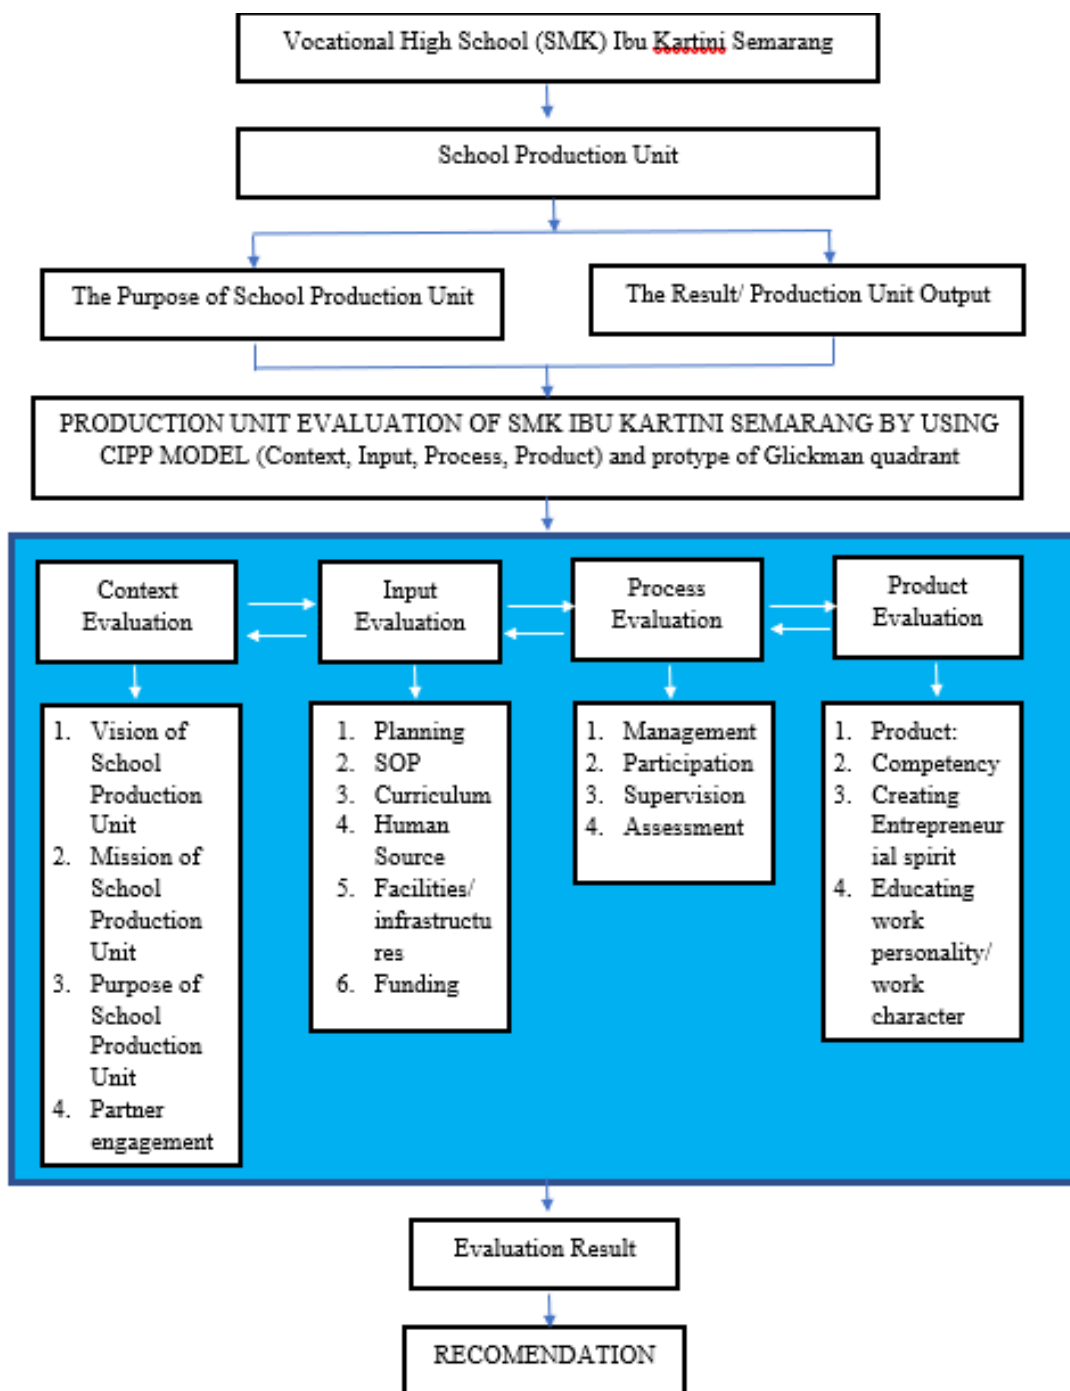 Vocational High School (SMK) Ibu Kartini Semarang
School Production Unit
The Purpose of School Production Unit
The Result/ Production Unit Output
PRODUCTION UNIT EVALUATION OF SMK IBU KARTINI SEMARANG BY USING
CIPP MODEL (Context, Input, Process, Product) and protype of Glickman quadrant
Context
Evaluation
Input
Evaluation
Process
Evaluation
Product
Evaluation
1. Vision of
School
Production
Unit
2. Mission of
School
Production
Unit
3. Purpose of
School
Production
Unit
4. Partner
engagement
1. Planning
2. SOP
3. Curriculum
4. Human
Source
5. Facilities/
infrastructu
res
6. Funding
1. Management
2. Participation
3. Supervision
4. Assessment
1. Product:
2. Competency
3. Creating
Entrepreneur
ial spirit
4. Educating
work
personality/
work
character
Evaluation Result
RECOMENDATION